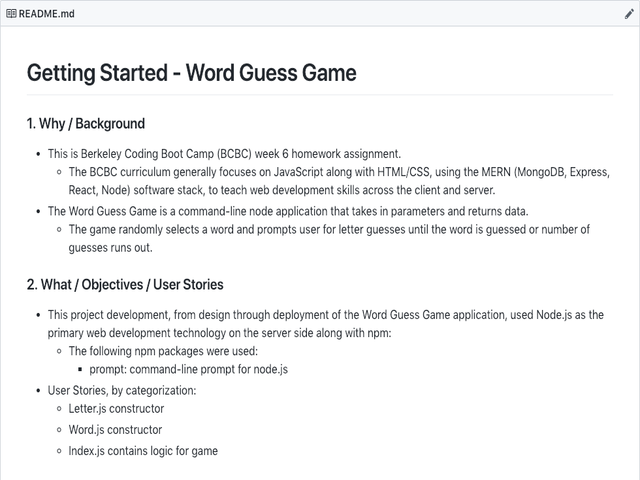 README.md
Getting Started - Word Guess Game
1. Why / Background
• This is Berkeley Coding Boot Camp (BCBC) week 6 homework assignment.
◦ The BCBC curriculum generally focuses on JavaScript along with HTML/CSS, using the MERN (MongoDB, Express,
React, Node) software stack, to teach web development skills across the client and server.
• The Word Guess Game is a command-line node application that takes in parameters and returns data.
◦ The game randomly selects a word and prompts user for letter guesses until the word is guessed or number of
guesses runs out.
2. What / Objectives / User Stories
• This project development, from design through deployment of the Word Guess Game application, used Node.js as the
primary web development technology on the server side along with npm:
◦ The following npm packages were used:
▪ prompt: command-line prompt for node.js
• User Stories, by categorization:
◦ Letter.js constructor
◦ Word.js constructor
◦ Index.js contains logic for game